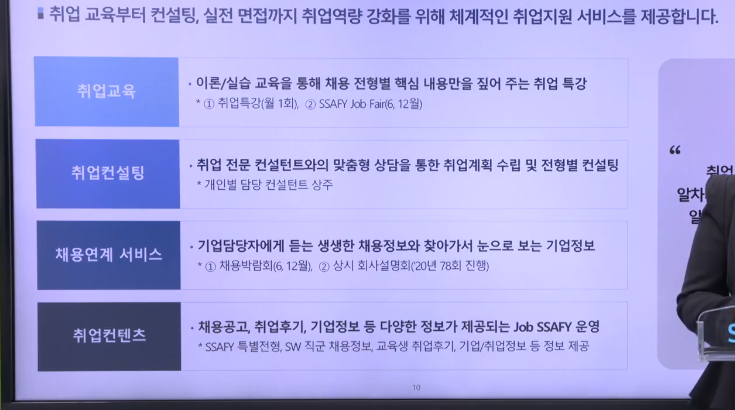 취업 교육부터 컨설팅, 실전 면접까지 취업역량 강화를 위해 체계적인 취업지원 서비스를 제공합니다.
취업교육
· 이론/실습 교육을 통해 채용 전형별 핵심 내용만을 짚어 주는 취업 특강
* ① 취업특강(월 1회), ② SSAFY Job Fair(6, 12월)
취업컨설팅
· 취업 전문 컨설턴트와의 맞춤형 상담을 통한 취업계획 수립 및 전형별 컨설팅
* 개인별 담당 컨설턴트 상주
채용연계 서비스
· 기업담당자에게 듣는 생생한 채용정보와 찾아가서 눈으로 보는 기업정보
* ① 채용박람회(6, 12월), ② 상시 회사설명회('20년 78회 진행)
취업컨텐츠
· 채용공고, 취업후기, 기업정보 등 다양한 정보가 제공되는 Job SSAFY 운영
* SSAFY 특별전형, SW 직군 채용정보, 교육생 취업후기, 기업/취업정보 등 정보 제공
“
취업
알차
알
S
10